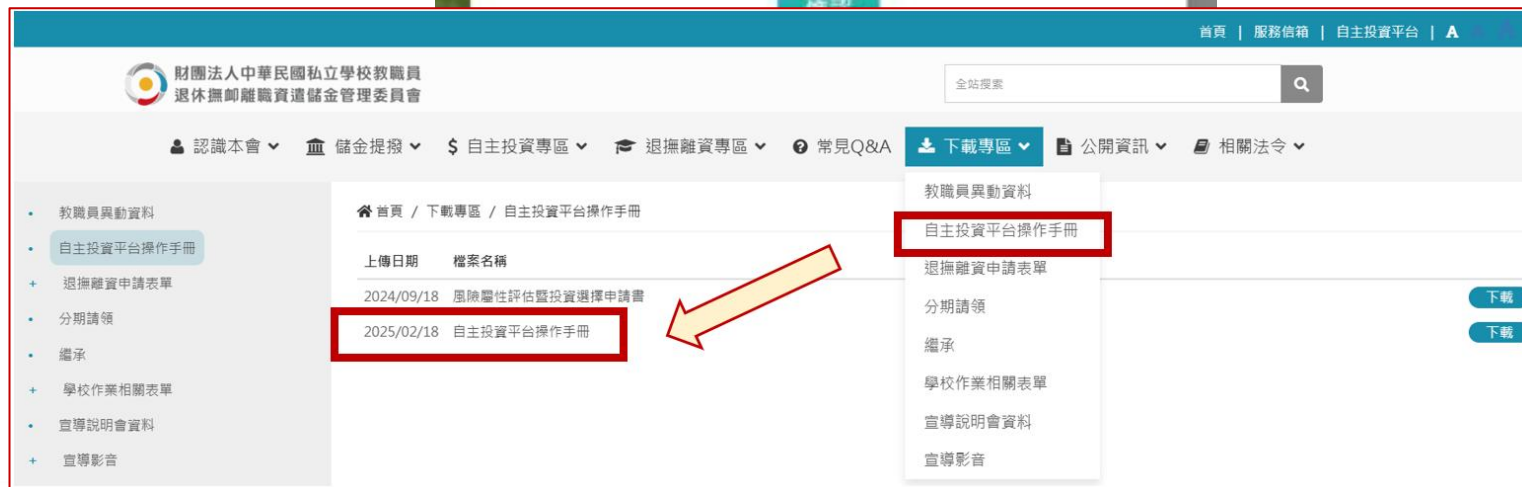 首頁 | 服務信箱 | 自主投資平台 | A
財團法人中華民國私立學校教職員
退休撫卹離職資遣儲金管理委員會
全站搜索
認識本會 儲金提撥 $ 自主投資專區 退撫離資專區 常見Q&A 下載專區 公開資訊 相關法令
教職員異動資料
自主投資平台操作手冊
退撫離資申請表單
分期請領
繼承
學校作業相關表單
宣導說明會資料
宣導影音
首頁 / 下載專區 / 自主投資平台操作手冊
上傳日期 檔案名稱
2024/09/18 風險屬性評估暨投資選擇申請書 下載
2025/02/18 自主投資平台操作手冊 下載
教職員異動資料
自主投資平台操作手冊
退撫離資申請表單
分期請領
繼承
學校作業相關表單
宣導說明會資料
宣導影音